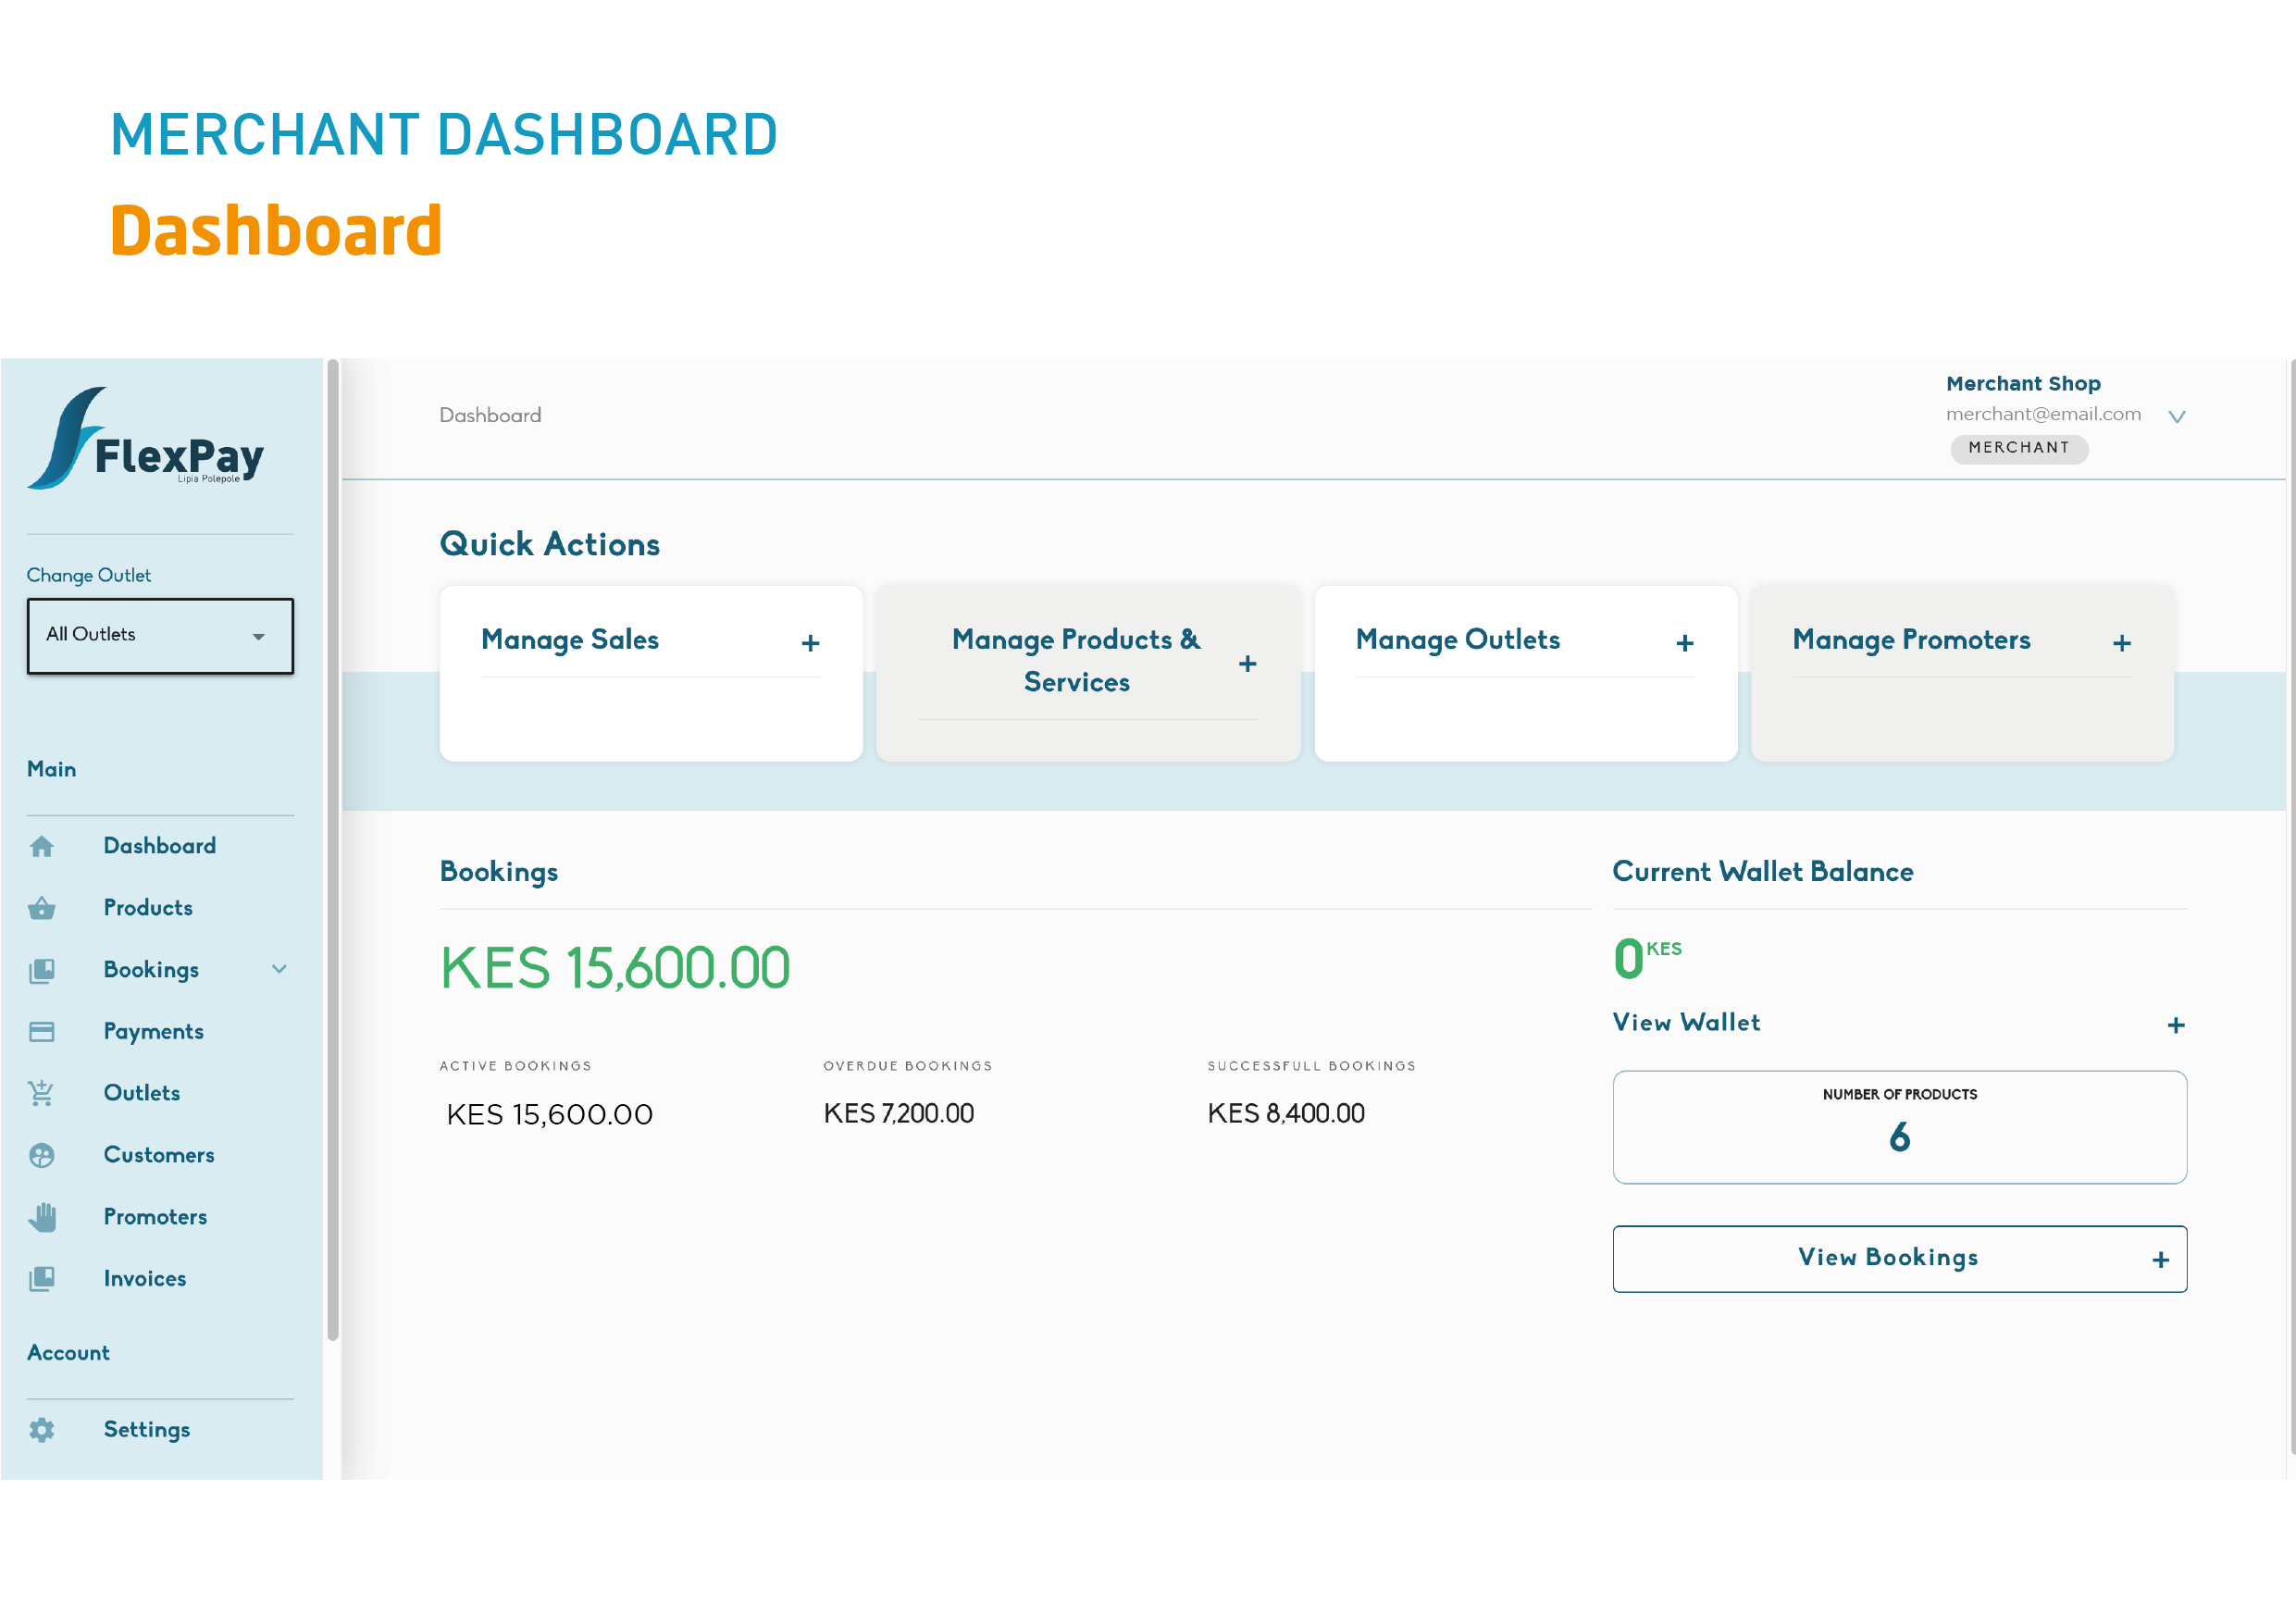 MERCHANT DASHBOARD
Dashboard
FlexPay
Lipia Polepole
Change Outlet
All Outlets
Main
Dashboard
Products
Bookings
Payments
Outlets
Customers
Promoters
Invoices
Account
Settings
Dashboard
Merchant Shop
merchant@email.com
MERCHANT
Quick Actions
Manage Sales +
Manage Products &
Services +
Manage Outlets +
Manage Promoters +
Bookings
KES 15,600.00
ACTIVE BOOKINGS
KES 15,600.00
OVERDUE BOOKINGS
KES 7,200.00
SUCCESSFULL BOOKINGS
KES 8,400.00
Current Wallet Balance
0 KES
View Wallet +
NUMBER OF PRODUCTS
6
View Bookings +